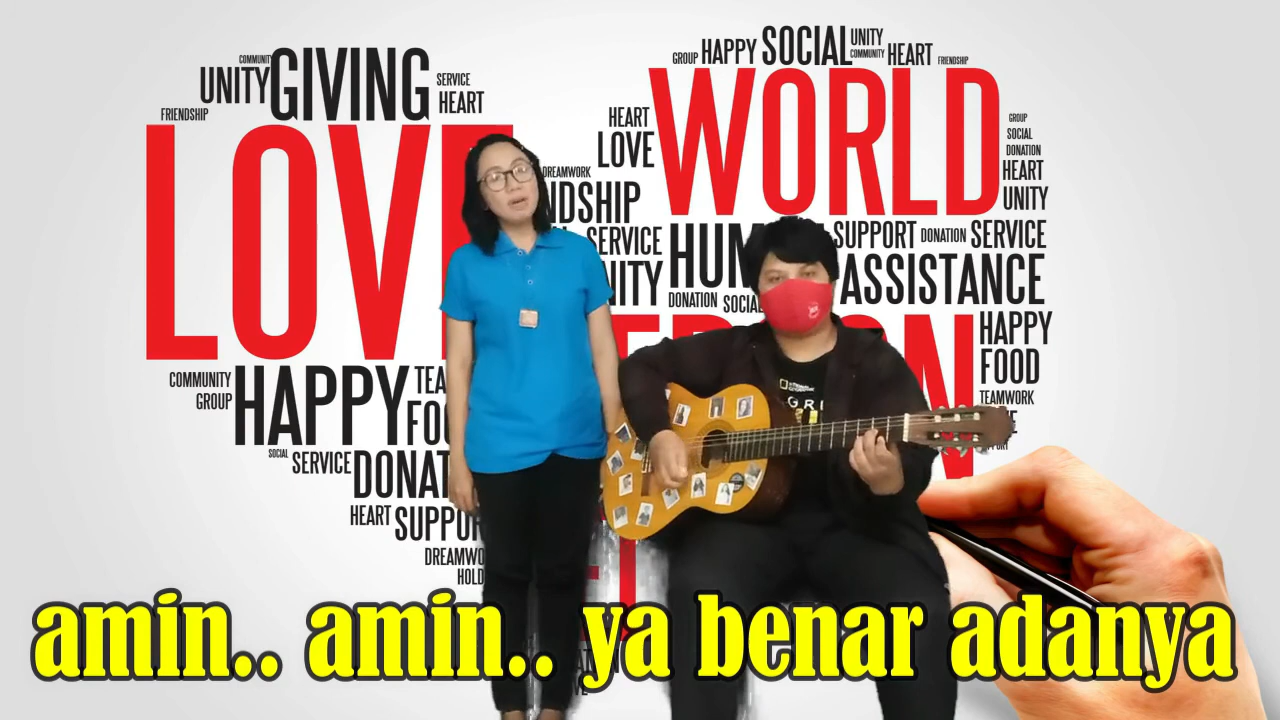 COMMUNITY
UNITY GIVING SERVICE
HEART
FRIENDSHIP
LOVE
GROUP HAPPY SOCIAL UNITY
COMMUNITY HEART FRIENDSHIP
WORLD
HEART
LOVE
GROUP
SOCIAL
DONATION
HEART
UNITY
DREAMWORK
NDSHIP
SERVICE HUM SUPPORT DONATION SERVICE
NITY ASSISTANCE
DONATION SOCIAL
HAPPY
FOOD
TEAMWORK
COMMUNITY
GROUP
HAPPY TEA
FOO
SOCIAL SERVICE DONAT
HEART SUPPOR
DREAMWO
HOLD
amin.. amin.. ya benar adanya